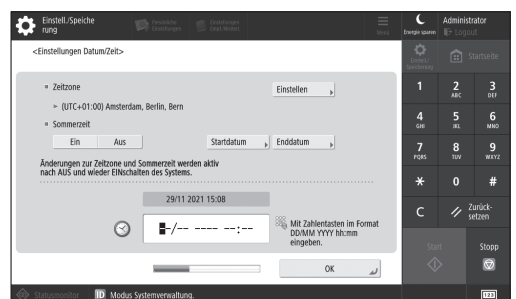 Einstell./Speiche
rung
Persönliche
Einstellungen
Einstellungen
Empf./Weiterl.
Menü
Energie sparen
Administrator
Logout
<Einstellungen Datum/Zeit>
Zeitzone
Einstellen
(UTC+01:00) Amsterdam, Berlin, Bern
Sommerzeit
Ein Aus Startdatum Enddatum
Änderungen zur Zeitzone und Sommerzeit werden aktiv
nach AUS und wieder EINschalten des Systems.
29/11 2021 15:08
-/-- ---- --:--
Mit Zahlentasten im Format
DD/MM YYYY hh:mm
eingeben.
OK
Statusmonitor
ID Modus Systemverwaltung.
Einstell/
Speicherung
Startseite
1 2 3
ABC DEF
4 5 6
GHI JKL MNO
7 8 9
PQRS TUV WXYZ
* 0 #
C
Zurück-
setzen
Start Stopp
123